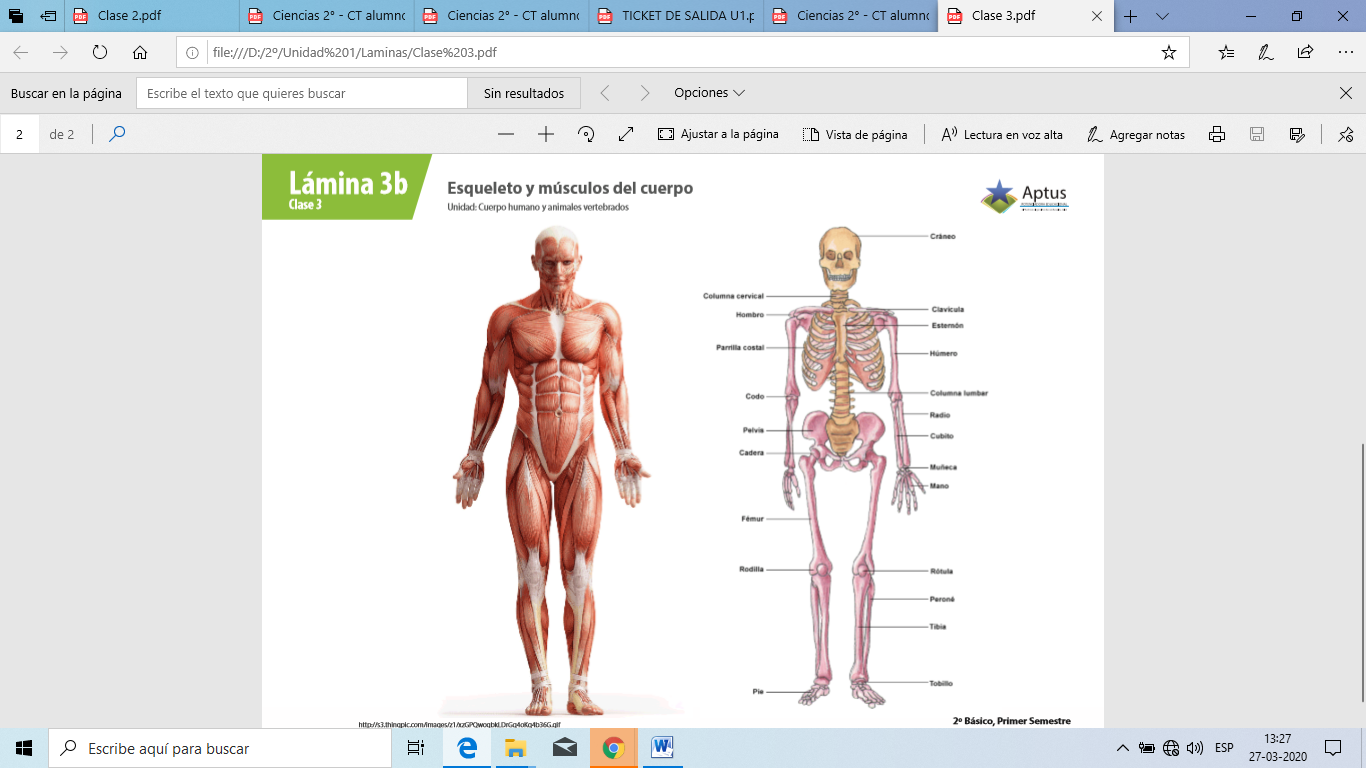 Clase 2.pdf
Ciencias 2° - CT alumno
Ciencias 2° - CT alumno
TICKET DE SALIDA U1.p
Ciencias 2° - CT alumno
Clase 3.pdf
file:///D:/2º/Unidad%201/Laminas/Clase%203.pdf
Buscar en la página
Escribe el texto que quieres buscar
Sin resultados
Opciones
2 de 2
Ajustar a la página
Vista de página
Lectura en voz alta
Agregar notas
Lámina 3b
Clase 3
Esqueleto y músculos del cuerpo
Unidad: Cuerpo humano y animales vertebrados
Aptus
Cráneo
Columna cervical
Clavícula
Hombro
Esternón
Parrilla costal
Húmero
Columna lumbar
Codo
Radio
Pelvis
Cubito
Cadera
Muñeca
Mano
Fémur
Rodilla
Rótula
Peroné
Tibia
Tobillo
Pie
2º Básico, Primer Semestre
Escribe aquí para buscar
ESP
13:27
27-03-2020